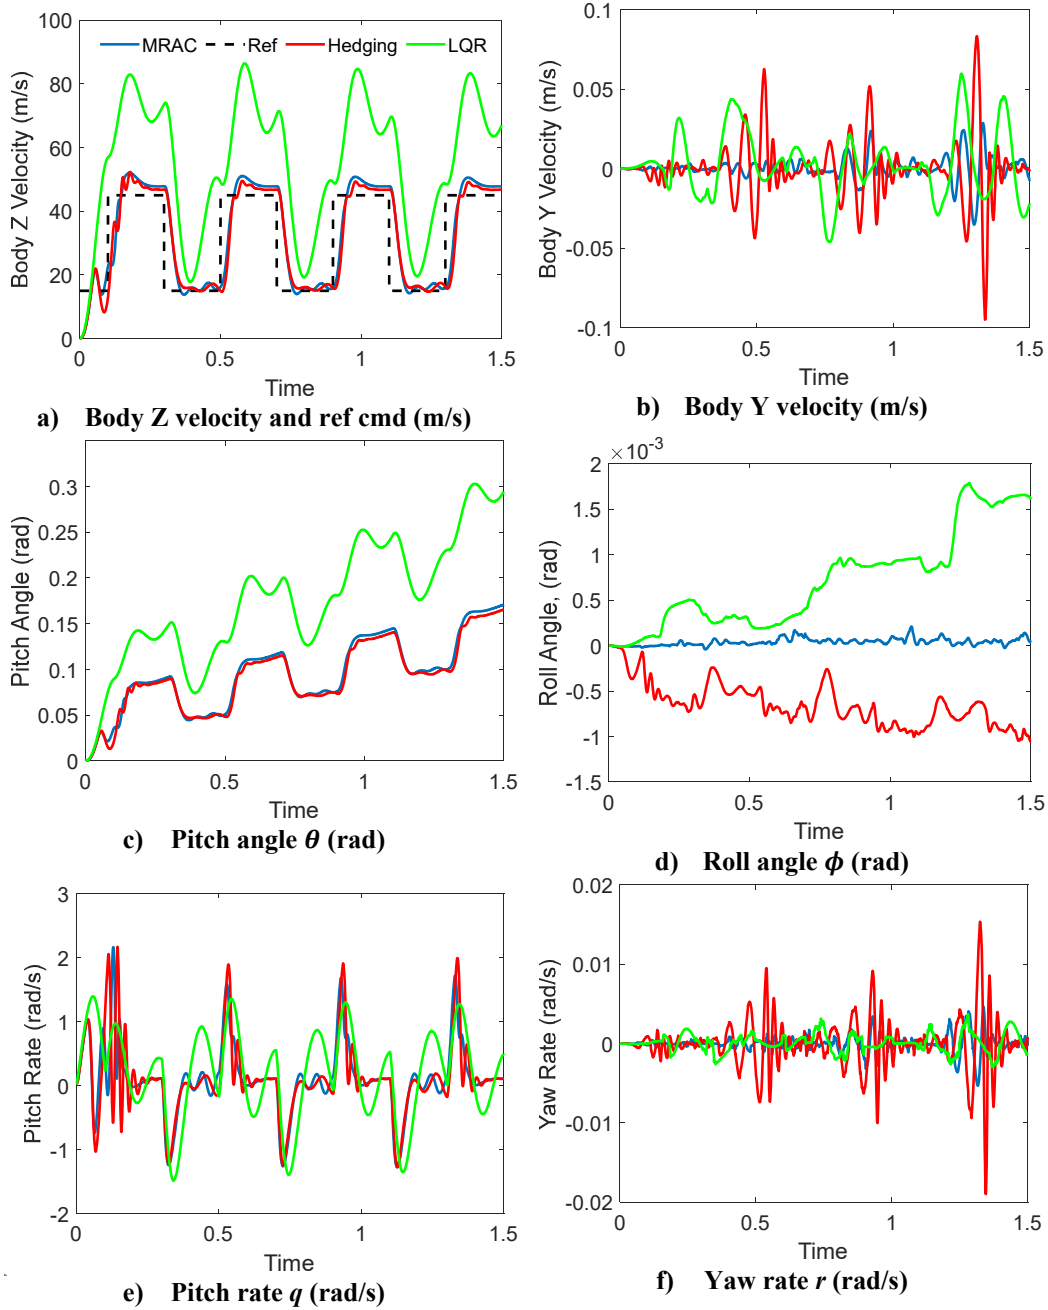 100
80
60
40
20
0
Body Z Velocity (m/s)
MRAC Ref Hedging LQR
0 0.5 1 1.5
Time
a) Body Z velocity and ref cmd (m/s)
0.1
0.05
0
-0.05
-0.1
Body Y Velocity (m/s)
0 0.5 1 1.5
Time
b) Body Y velocity (m/s)
0.3
0.25
0.2
0.15
0.1
0.05
0
Pitch Angle (rad)
0 0.5 1 1.5
Time
c) Pitch angle θ (rad)
×10⁻³
2
1.5
1
0.5
0
-0.5
-1
-1.5
Roll Angle, (rad)
0 0.5 1 1.5
Time
d) Roll angle ϕ (rad)
3
2
1
0
-1
-2
Pitch Rate (rad/s)
0 0.5 1 1.5
Time
e) Pitch rate q (rad/s)
0.02
0.01
0
-0.01
-0.02
Yaw Rate (rad/s)
0 0.5 1 1.5
Time
f) Yaw rate r (rad/s)